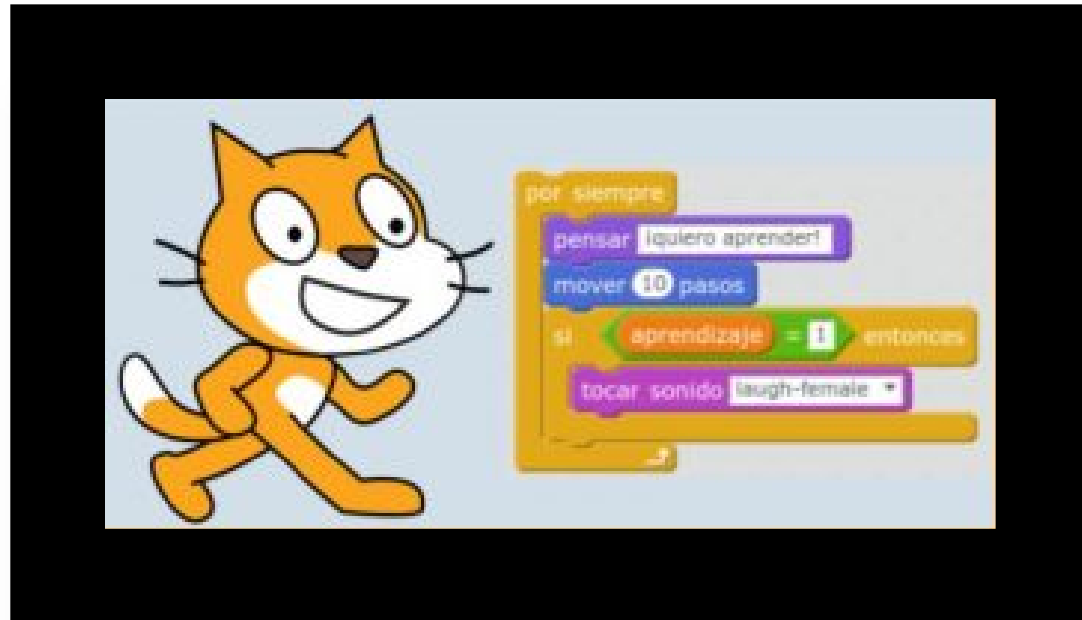 por siempre
pensar ¡quiero aprender!
mover 10 pasos
si aprendizaje = 1 entonces
tocar sonido laugh-female